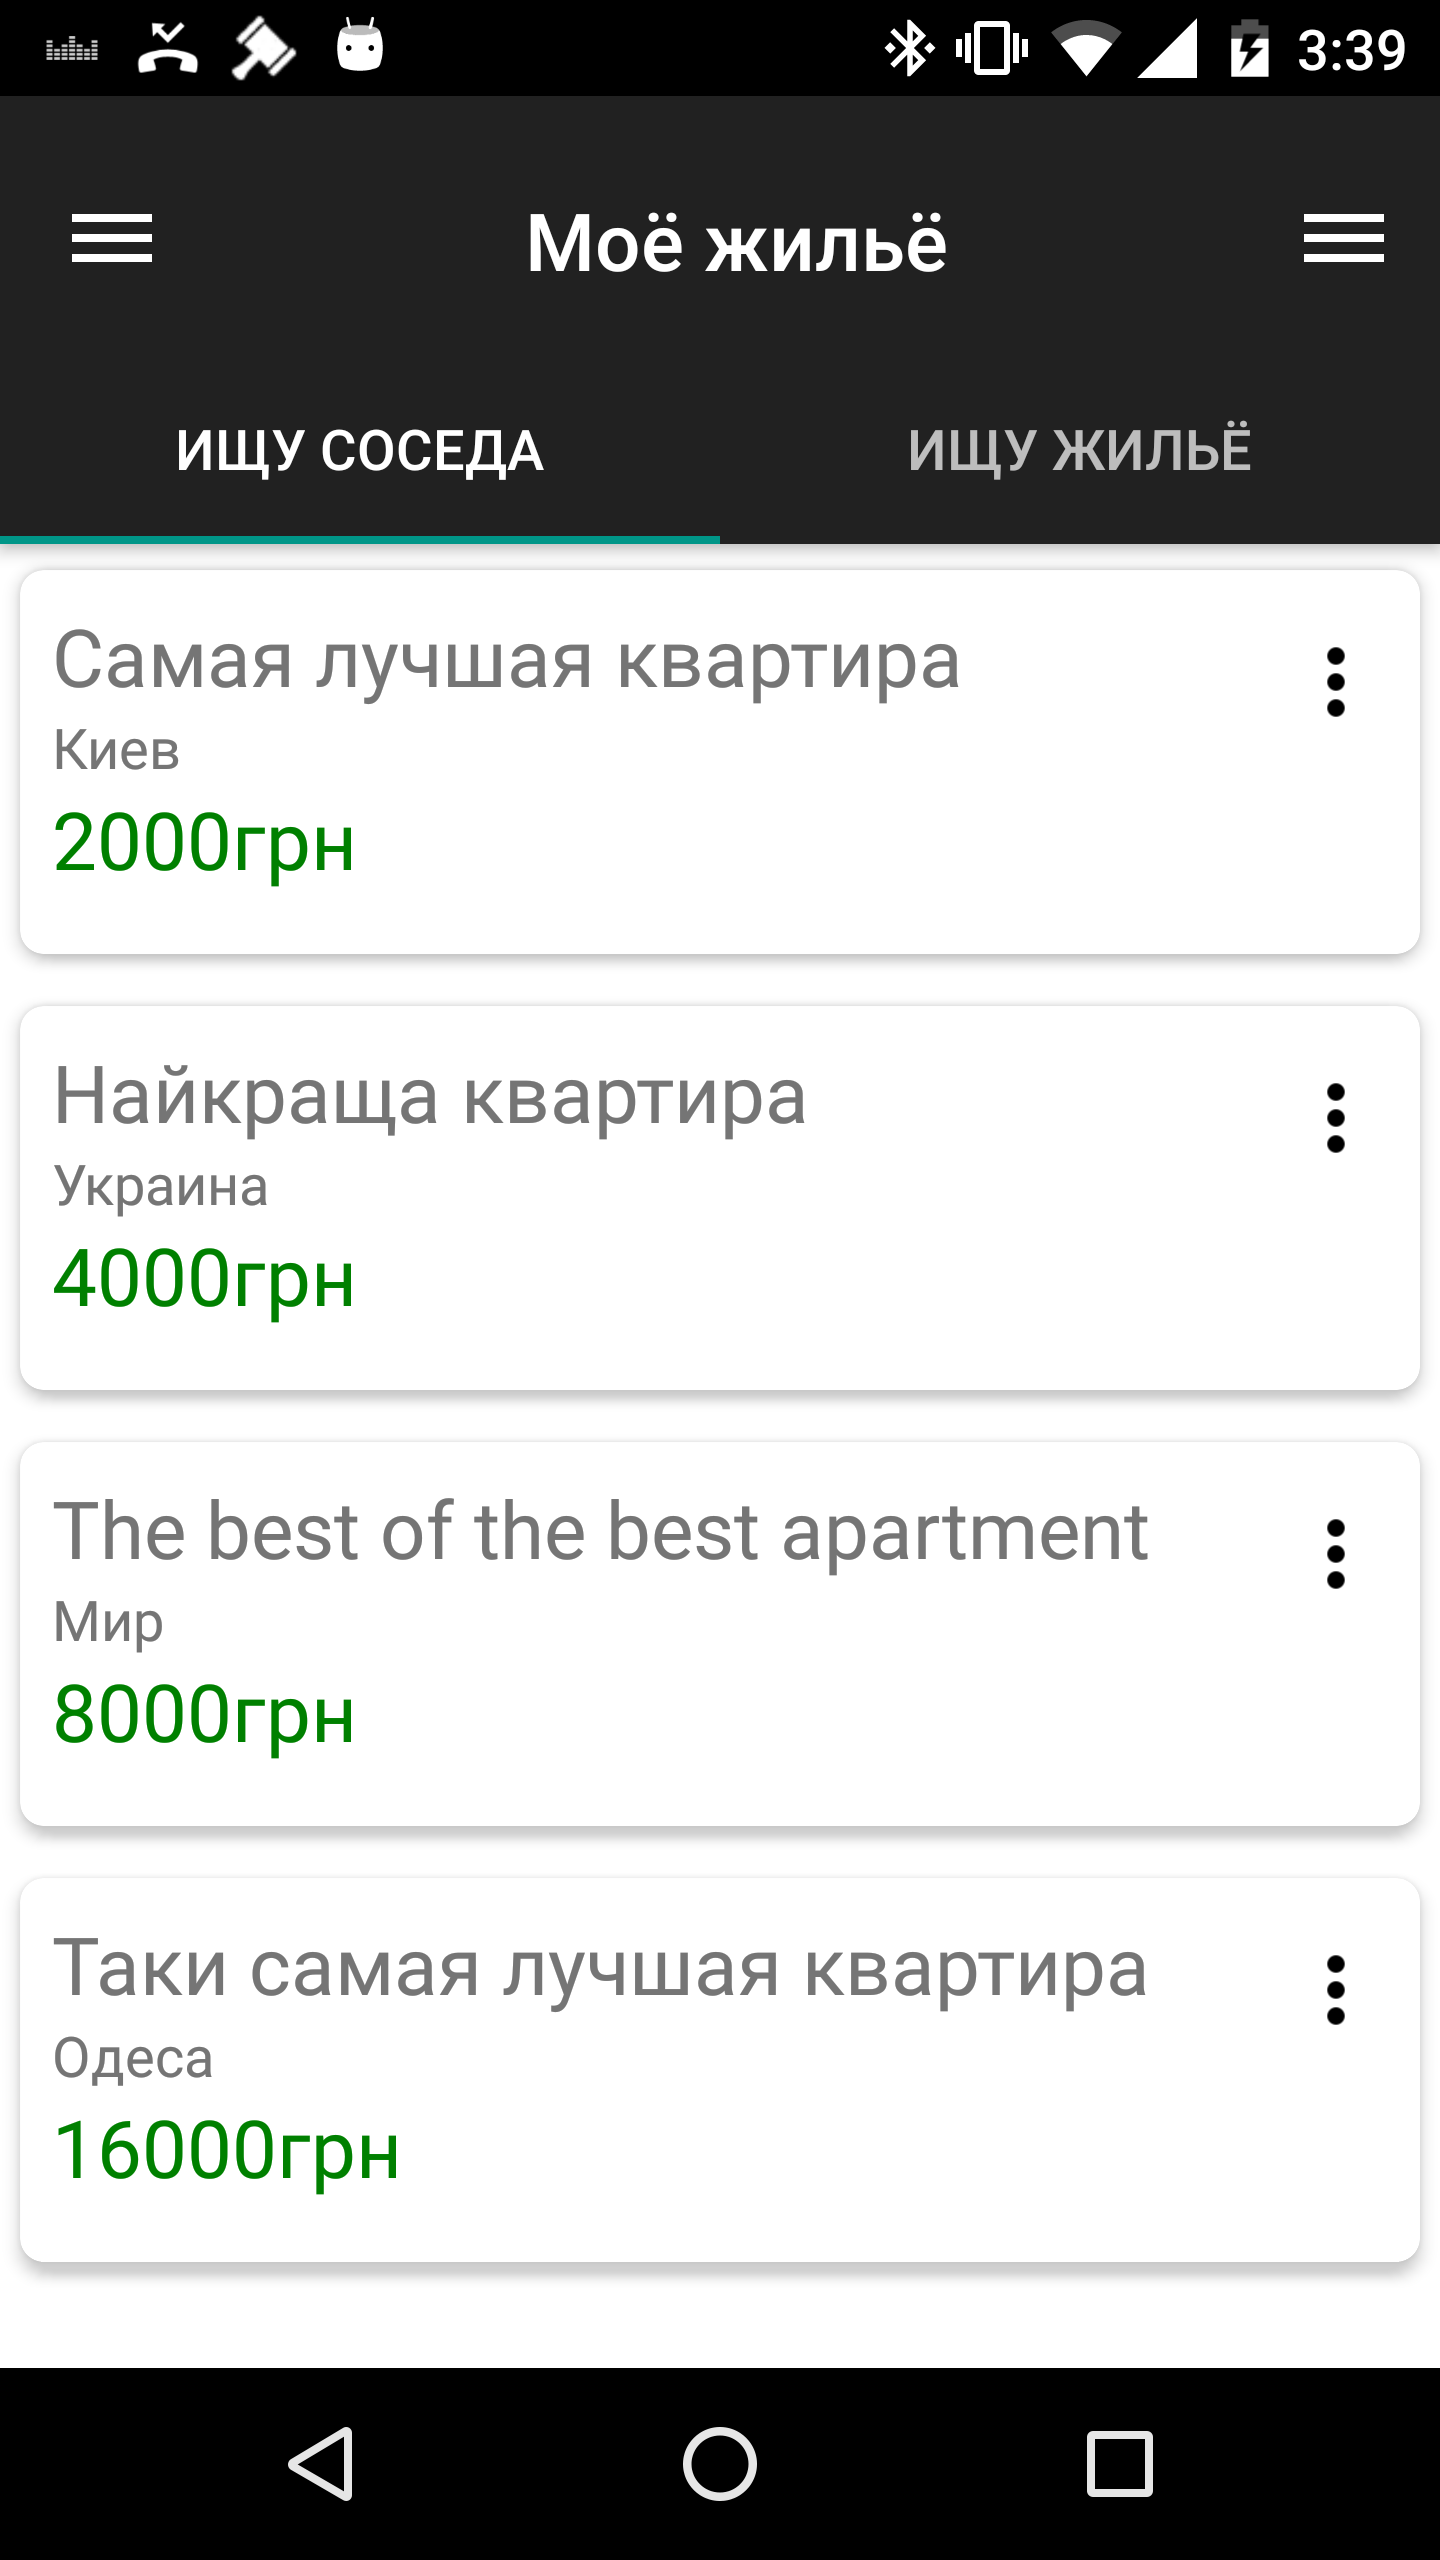 3:39
Моё жильё
ИЩУ СОСЕДА
ИЩУ ЖИЛЬЁ
Самая лучшая квартира
Киев
2000грн
Найкраща квартира
Украина
4000грн
The best of the best apartment
Мир
8000грн
Таки самая лучшая квартира
Одеса
16000грн